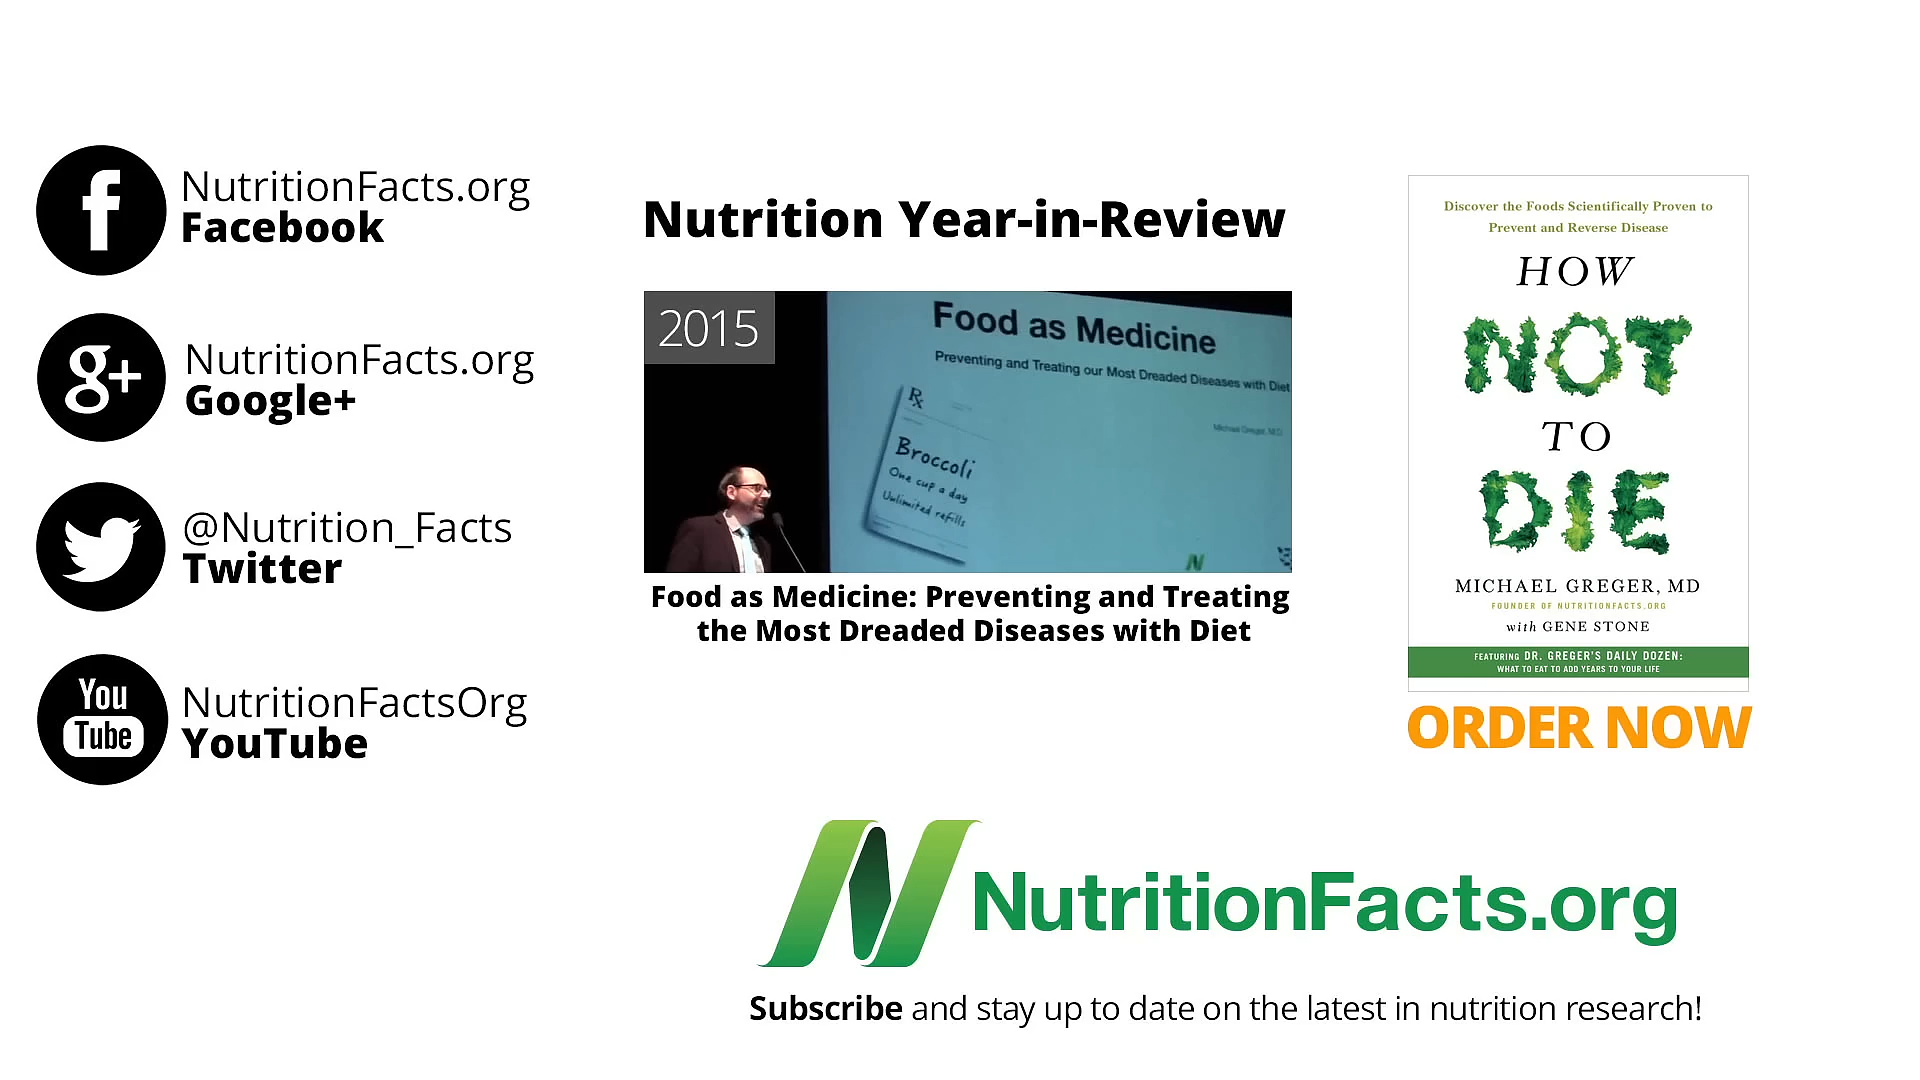 f
NutritionFacts.org
Facebook
g+
NutritionFacts.org
Google+
@Nutrition_Facts
Twitter
You
Tube
NutritionFactsOrg
YouTube
Nutrition Year-in-Review
2015
Food as Medicine
Preventing and Treating our Most Dreaded Diseases with Diet
Michael Greger, M.D.
Rx
Broccoli
One cup a day
Unlimited refills
Food as Medicine: Preventing and Treating
the Most Dreaded Diseases with Diet
Discover the Foods Scientifically Proven to
Prevent and Reverse Disease
HOW
NOT
TO
DIE
MICHAEL GREGER, MD
FOUNDER OF NUTRITIONFACTS.ORG
with GENE STONE
FEATURING DR. GREGER'S DAILY DOZEN:
WHAT TO EAT TO ADD YEARS TO YOUR LIFE
ORDER NOW
NutritionFacts.org
Subscribe and stay up to date on the latest in nutrition research!